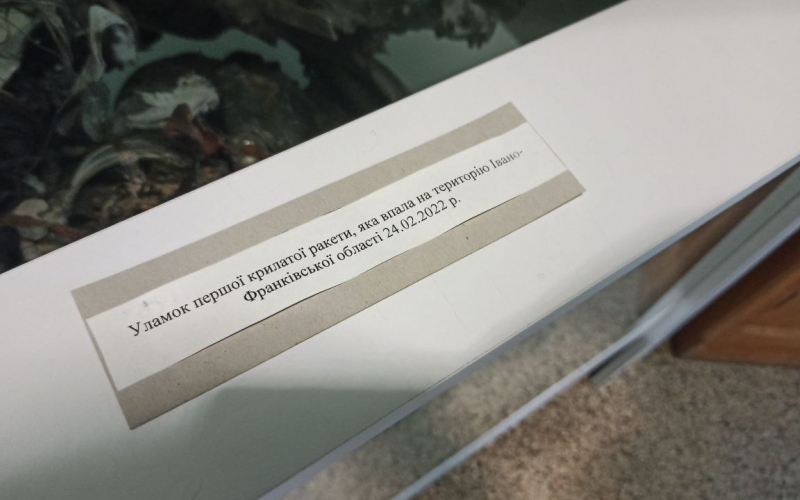 Уламок першої крилатої ракети, яка впала на територію Івано-
Франківської області 24.02.2022 р.